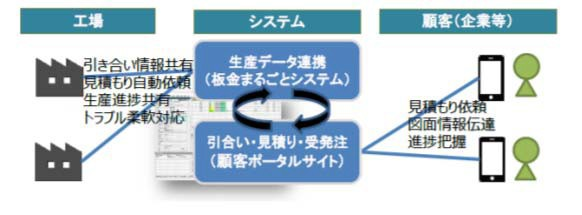 工場
システム
顧客(企業等)
引き合い情報共有
見積もり自動依頼
生産進捗共有
トラブル柔軟対応
生産データ連携
(板金まるごとシステム)
引合い・見積り・受発注
(顧客ポータルサイト)
見積もり依頼
図面情報伝達
進捗把握